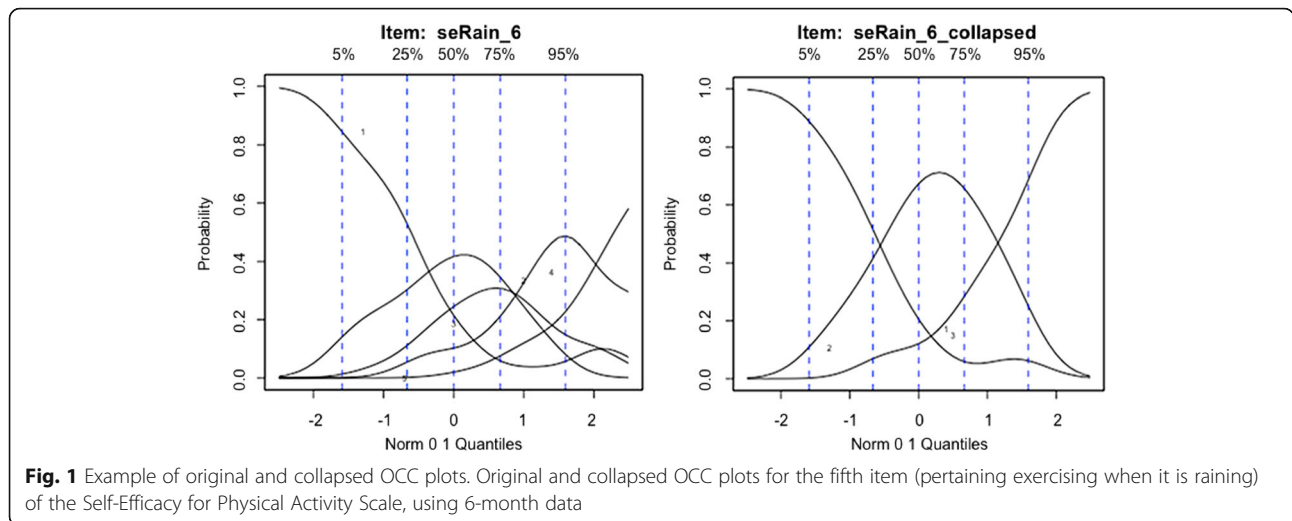 Item: seRain_6
5% 25% 50% 75% 95%
1.0
0.8
0.6
0.4
0.2
0.0
Probability
1
2
3
4
5
-2 -1 0 1 2
Norm 0 1 Quantiles
Item: seRain_6_collapsed
5% 25% 50% 75% 95%
1.0
0.8
0.6
0.4
0.2
0.0
Probability
1
2
3
-2 -1 0 1 2
Norm 0 1 Quantiles
Fig. 1 Example of original and collapsed OCC plots. Original and collapsed OCC plots for the fifth item (pertaining exercising when it is raining)
of the Self-Efficacy for Physical Activity Scale, using 6-month data